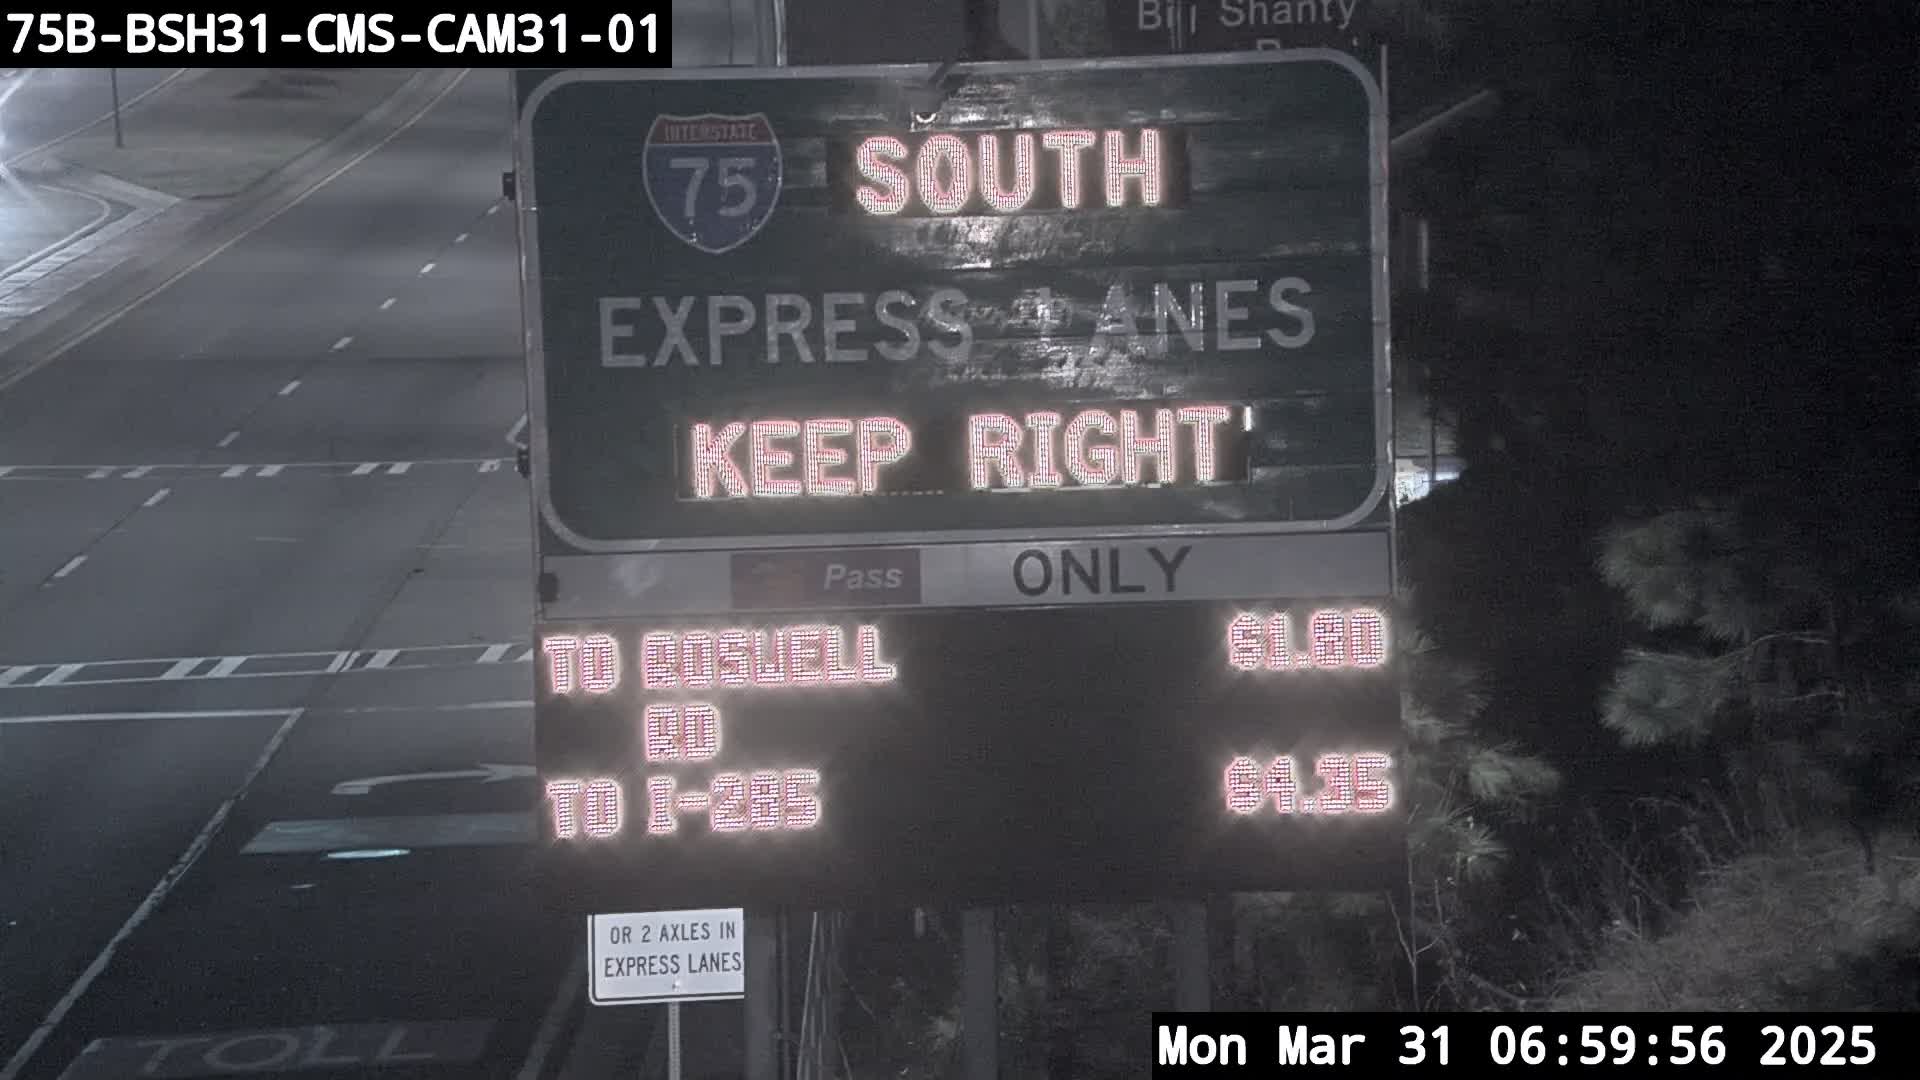 75B-BSH31-CMS-CAM31-01
Bill Shanty
INTERSTATE
75
SOUTH
EXPRESS LANES
KEEP RIGHT
Pass ONLY
TO ROSWELL $1.80
RD
TO I-285 $4.35
OR 2 AXLES IN
EXPRESS LANES
TOLL
Mon Mar 31 06:59:56 2025